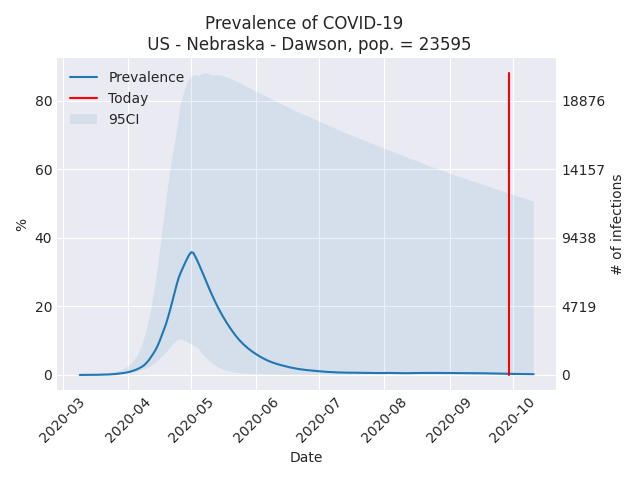 Prevalence of COVID-19
US - Nebraska - Dawson, pop. = 23595
Prevalence
Today
95CI
80
60
40
20
0
%
18876
14157
9438
4719
0
# of infections
2020-03
2020-04
2020-05
2020-06
2020-07
2020-08
2020-09
2020-10
Date